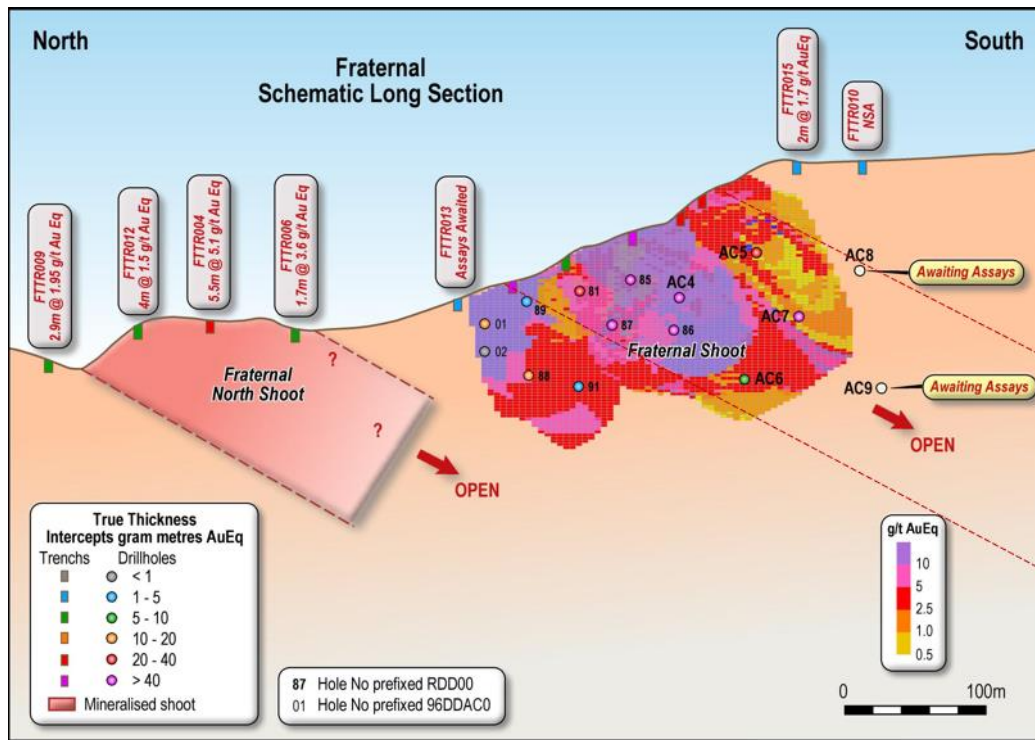 North
South
Fraternal
Schematic Long Section
FTTR009
2.9m @ 1.95 g/t Au Eq
FTTR012
4m @ 1.5 g/t Au Eq
FTTR004
5.5m @ 5.1 g/t Au Eq
FTTR006
1.7m @ 3.6 g/t Au Eq
FTTR013
Assays Awaited
FTTR015
2m @ 1.7 g/t AuEq
FTTR010
NSA
AC5
AC8
Awaiting Assays
85
AC4
81
89
AC7
01
87
86
02
Fraternal Shoot
?
Fraternal
North Shoot
88
91
AC6
AC9
Awaiting Assays
?
OPEN
OPEN
True Thickness
Intercepts gram metres AuEq
Trenchs Drillholes
< 1
1 - 5
5 - 10
10 - 20
20 - 40
> 40
Mineralised shoot
87 Hole No prefixed RDD00
01 Hole No prefixed 96DDAC0
g/t AuEq
10
5
2.5
1.0
0.5
0 100m